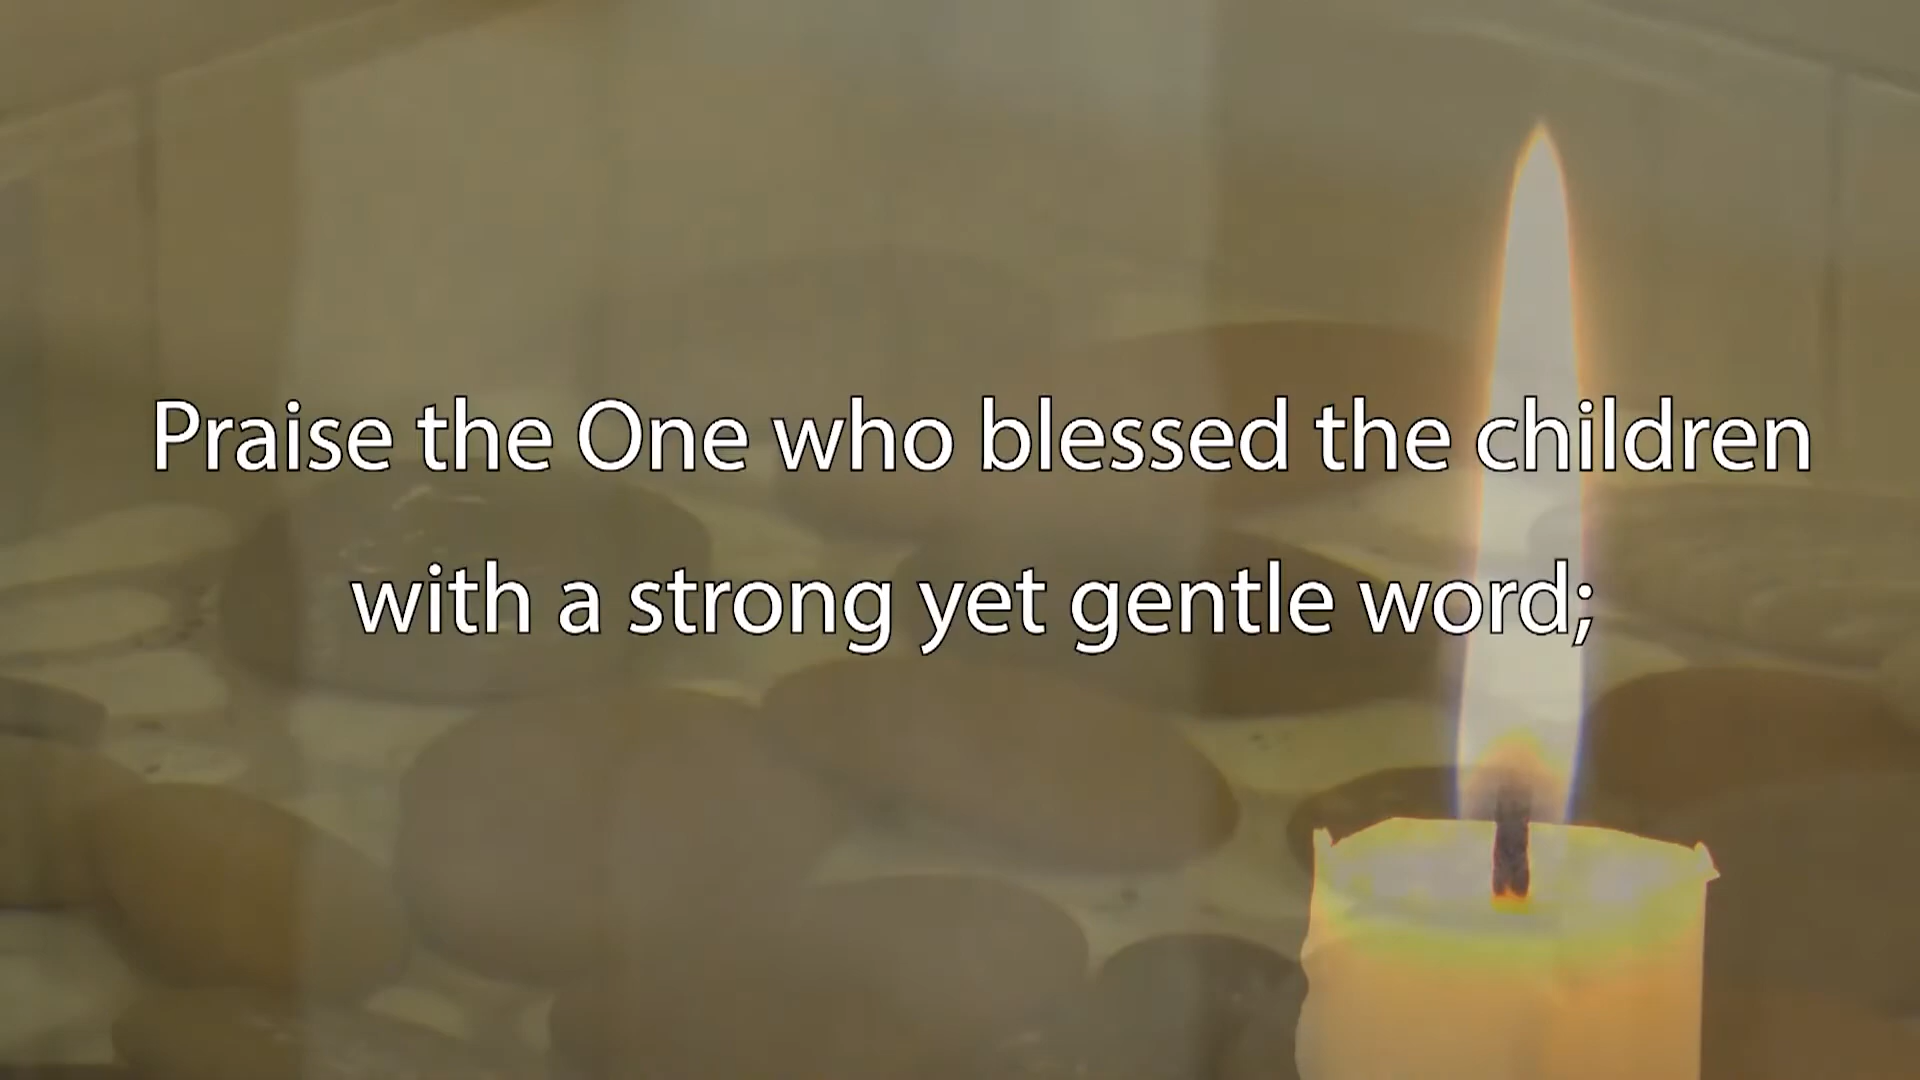 Praise the One who blessed the children
with a strong yet gentle word;